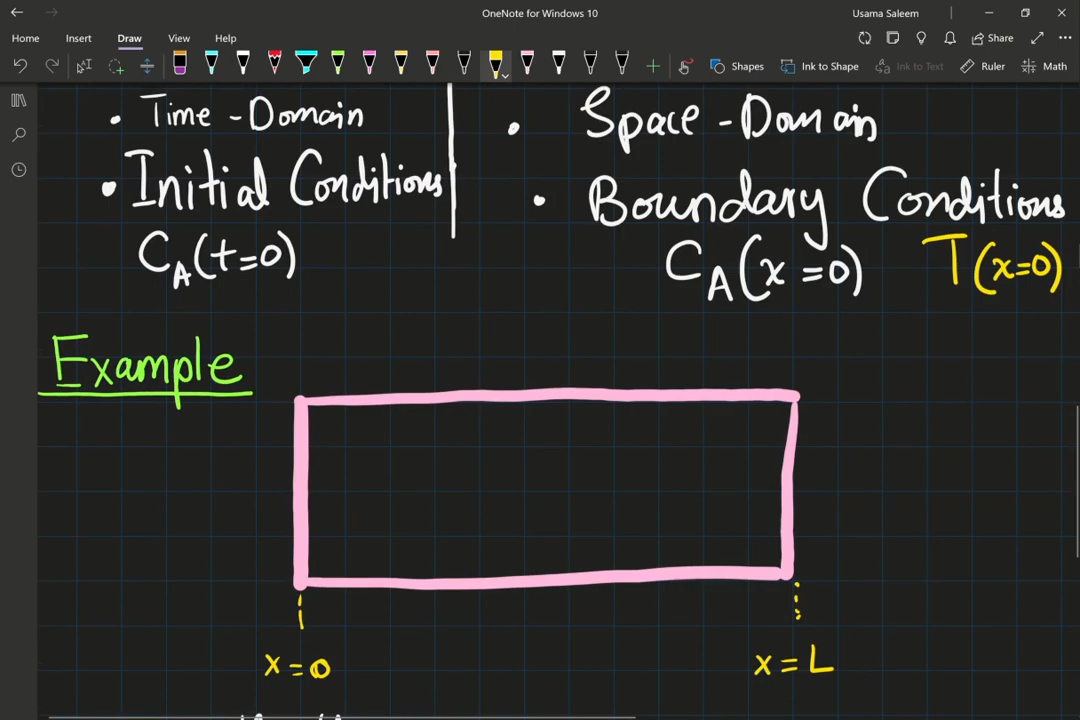 OneNote for Windows 10
Usama Saleem
Home Insert Draw View Help
Share
Shapes Ink to Shape Ink to Text Ruler Math
• Time - Domain
• Initial Conditions
C_A(t=0)
• Space - Domain
• Boundary Conditions
C_A(x=0) T(x=0)
Example
x=0
x=L